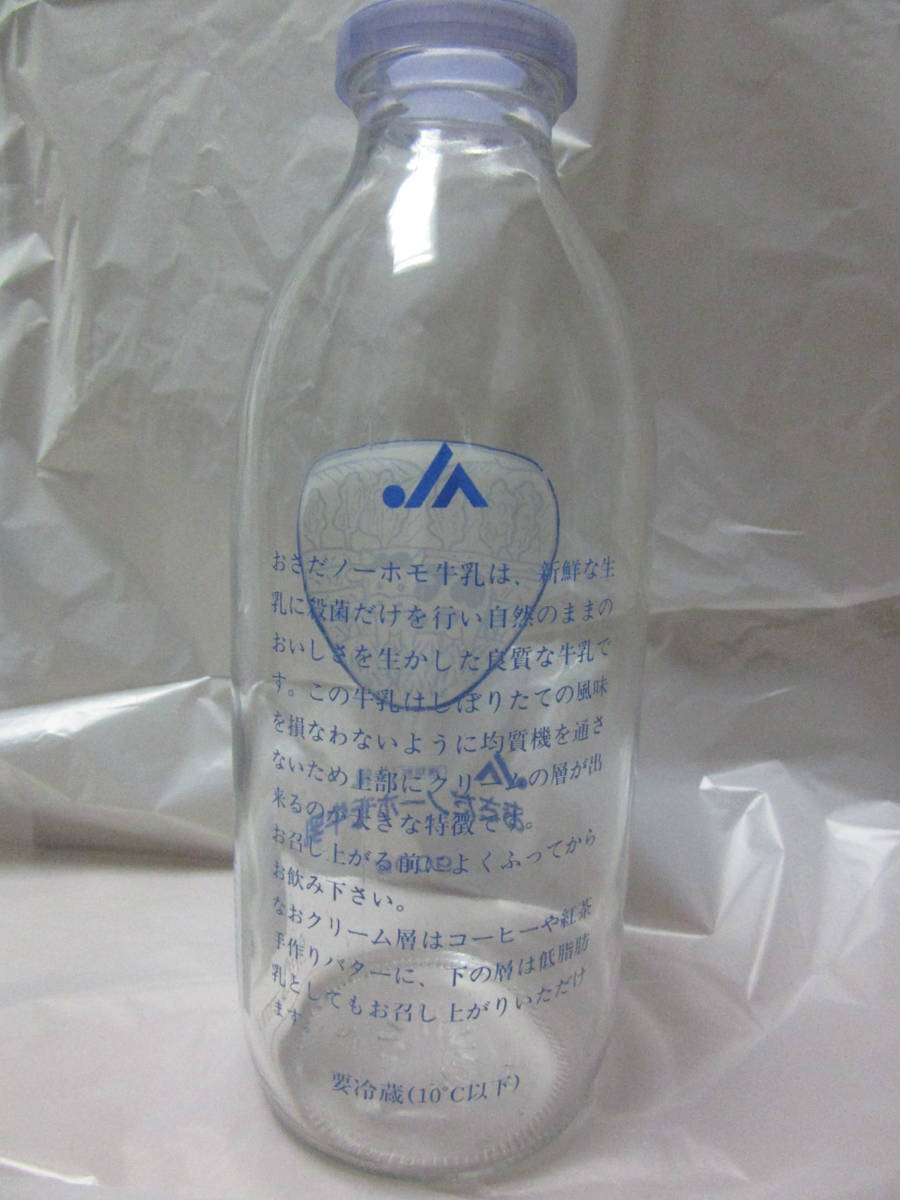 JA
おさだノーホモ牛乳は、新鮮な生
乳に殺菌だけを行い自然のままの
おいしさを生かした良質な牛乳で
す。この牛乳はしぼりたての風味
を損なわないように均質機を通さ
ないため上部にクリームの層が出
来るのが大きな特徴です。
お召し上がる前によくふってから
お飲み下さい。
なおクリーム層はコーヒーや紅茶
手作りバターに、下の層は低脂肪
乳としてもお召し上がりいただけ
ます
要冷蔵(10°C以下)